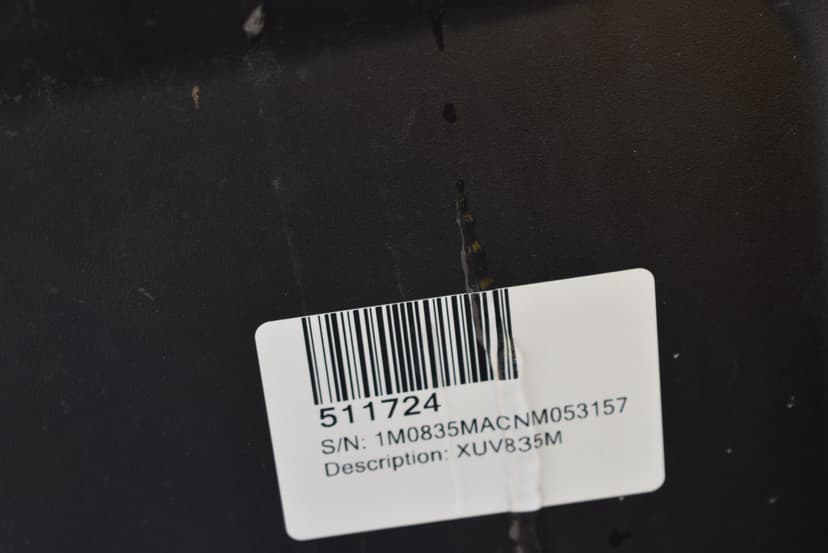 511724
S/N: 1M0835MACNM053157
Description: XUV835M